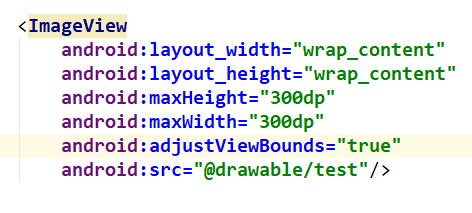 <ImageView
android:layout_width="wrap_content"
android:layout_height="wrap_content"
android:maxHeight="300dp"
android:maxWidth="300dp"
android:adjustViewBounds="true"
android:src="@drawable/test"/>